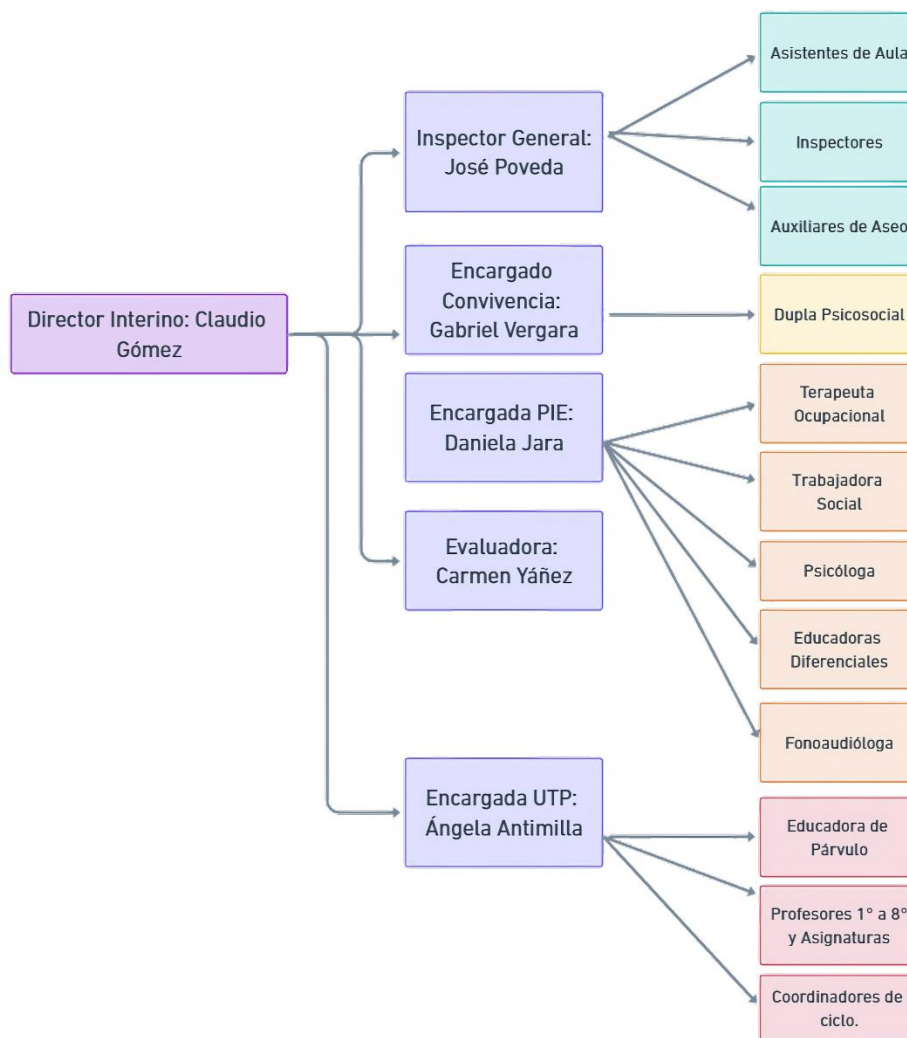 Director Interino: Claudio
Gómez
Inspector General:
José Poveda
Encargado
Convivencia:
Gabriel Vergara
Encargada PIE:
Daniela Jara
Evaluadora:
Carmen Yáñez
Encargada UTP:
Ángela Antimilla
Asistentes de Aula
Inspectores
Auxiliares de Aseo
Dupla Psicosocial
Terapeuta
Ocupacional
Trabajadora
Social
Psicóloga
Educadoras
Diferenciales
Fonoaudióloga
Educadora de
Párvulo
Profesores 1° a 8°
y Asignaturas
Coordinadores de
ciclo.